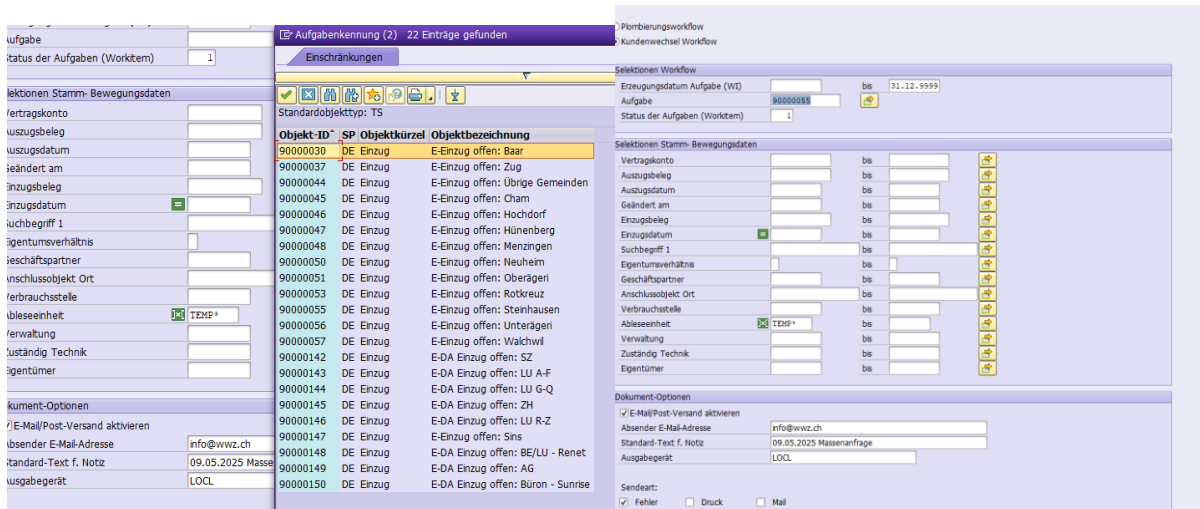 Aufgabe
Status der Aufgaben (Workitem) 1
Selektionen Stamm- Bewegungsdaten
Vertragskonto
Auszugsbeleg
Auszugsdatum
Geändert am
Einzugsbeleg
Einzugsdatum =
Suchbegriff 1
Eigentumsverhältnis
Geschäftspartner
Anschlussobjekt Ort
Verbrauchsstelle
Ableseeinheit TEMP*
Verwaltung
Zuständig Technik
Eigentümer
Dokument-Optionen
E-Mail/Post-Versand aktivieren
Absender E-Mail-Adresse info@wwz.ch
Standard-Text f. Notiz 09.05.2025 Masse
Ausgabegerät LOCL
Aufgabenkennung (2) 22 Einträge gefunden
Einschränkungen
Standardobjekttyp: TS
Objekt-ID SP Objektkürzel Objektbezeichnung
90000030 DE Einzug E-Einzug offen: Baar
90000037 DE Einzug E-Einzug offen: Zug
90000044 DE Einzug E-Einzug offen: Übrige Gemeinden
90000045 DE Einzug E-Einzug offen: Cham
90000046 DE Einzug E-Einzug offen: Hochdorf
90000047 DE Einzug E-Einzug offen: Hünenberg
90000048 DE Einzug E-Einzug offen: Menzingen
90000050 DE Einzug E-Einzug offen: Neuheim
90000051 DE Einzug E-Einzug offen: Oberägeri
90000053 DE Einzug E-Einzug offen: Rotkreuz
90000055 DE Einzug E-Einzug offen: Steinhausen
90000056 DE Einzug E-Einzug offen: Unterägeri
90000057 DE Einzug E-Einzug offen: Walchwil
90000142 DE Einzug E-DA Einzug offen: SZ
90000143 DE Einzug E-DA Einzug offen: LU A-F
90000144 DE Einzug E-DA Einzug offen: LU G-Q
90000145 DE Einzug E-DA Einzug offen: ZH
90000146 DE Einzug E-DA Einzug offen: LU R-Z
90000147 DE Einzug E-Einzug offen: Sins
90000148 DE Einzug E-DA Einzug offen: BE/LU - Renet
90000149 DE Einzug E-DA Einzug offen: AG
90000150 DE Einzug E-DA Einzug offen: Büron - Sunrise
Plombierungsworkflow
Kundenwechsel Workflow
Selektionen Workflow
Erzeugungsdatum Aufgabe (WI) bis 31.12.9999
Aufgabe 90000055
Status der Aufgaben (Workitem) 1
Selektionen Stamm- Bewegungsdaten
Vertragskonto bis
Auszugsbeleg bis
Auszugsdatum bis
Geändert am bis
Einzugsbeleg bis
Einzugsdatum = bis
Suchbegriff 1 bis
Eigentumsverhältnis bis
Geschäftspartner bis
Anschlussobjekt Ort bis
Verbrauchsstelle bis
Ableseeinheit TEMP* bis
Verwaltung bis
Zuständig Technik bis
Eigentümer bis
Dokument-Optionen
E-Mail/Post-Versand aktivieren
Absender E-Mail-Adresse info@wwz.ch
Standard-Text f. Notiz 09.05.2025 Massenanfrage
Ausgabegerät LOCL
Sendeart:
Fehler Druck Mail